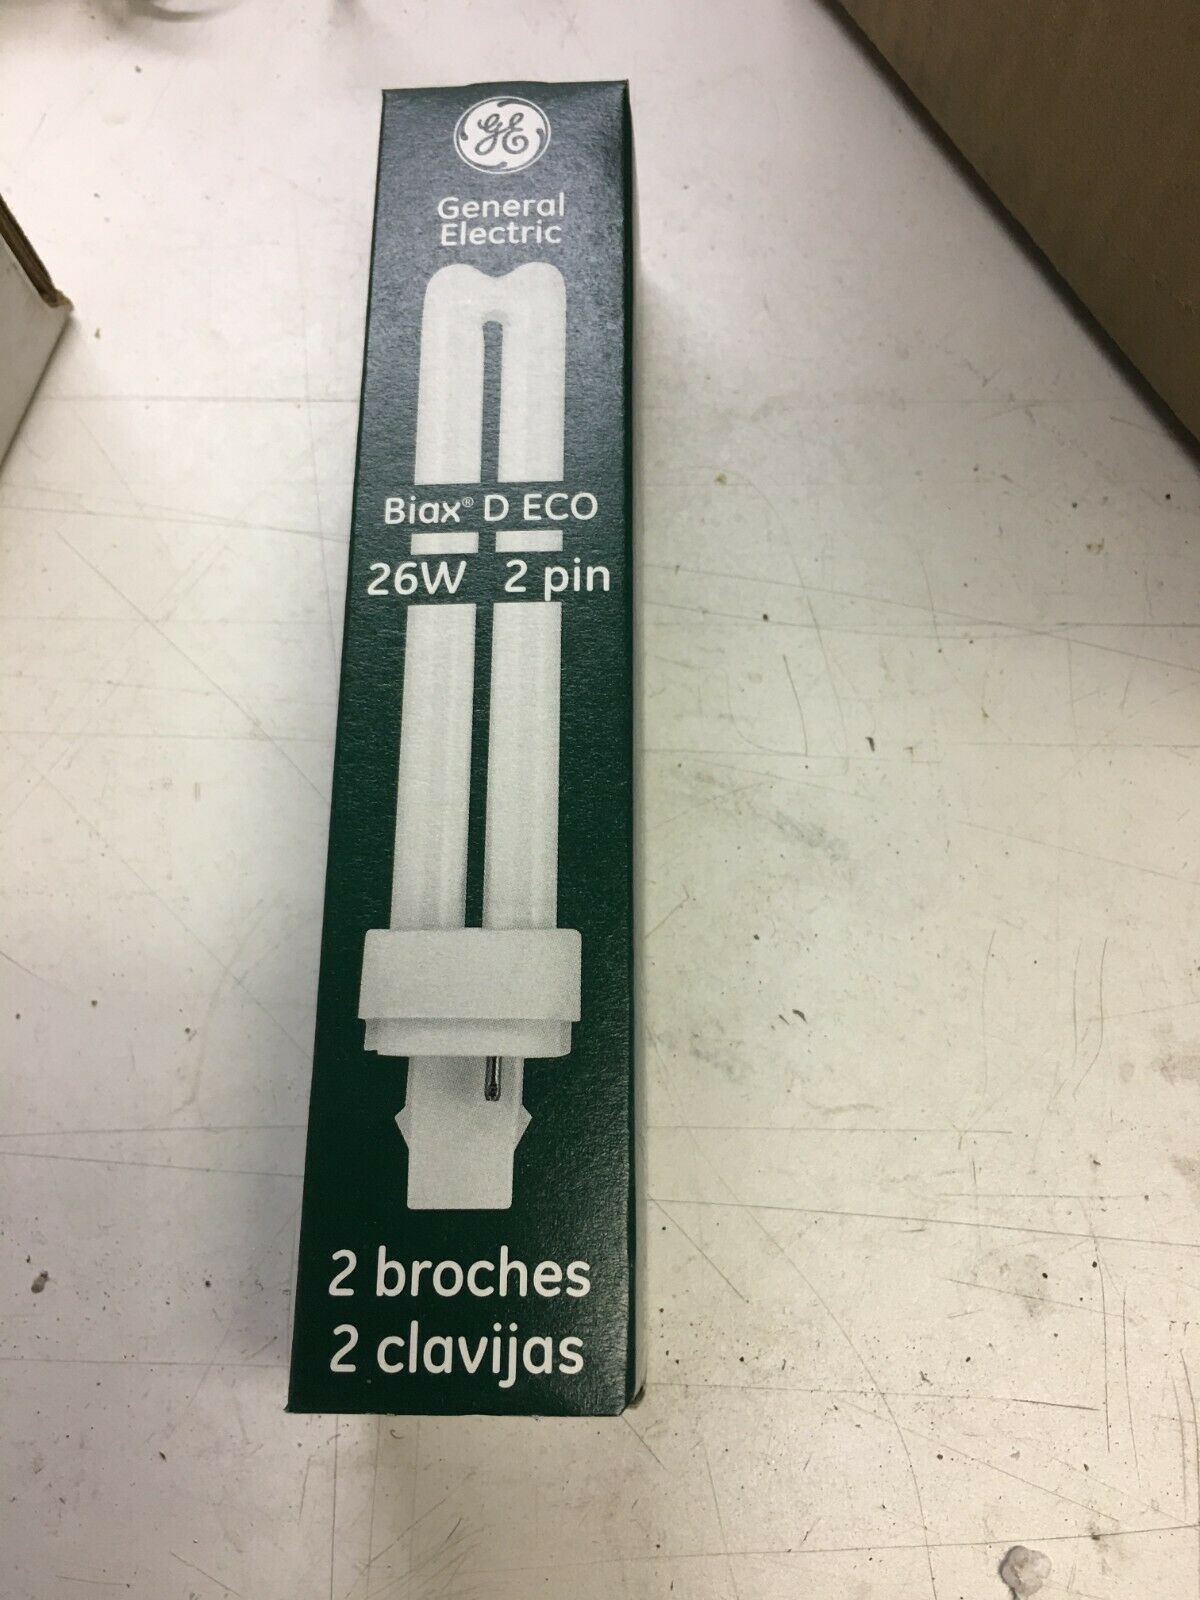 GE
General
Electric
Biax® D ECO
26W 2 pin
2 broches
2 clavijas